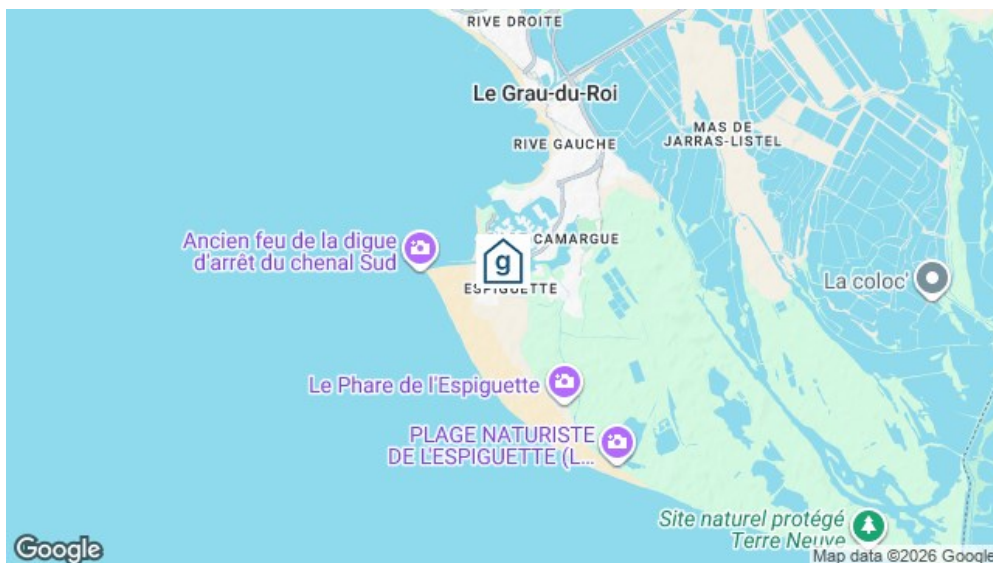 RIVE DROITE
Le Grau-du-Roi
MAS DE
JARRAS-LISTEL
RIVE GAUCHE
Ancien feu de la digue
d'arrêt du chenal Sud
CAMARGUE
g
ESPIGUETTE
La coloc'
Le Phare de l'Espiguette
PLAGE NATURISTE
DE L'ESPIGUETTE (L...
Site naturel protégé
Terre Neuve
Google
Map data ©2026 Google